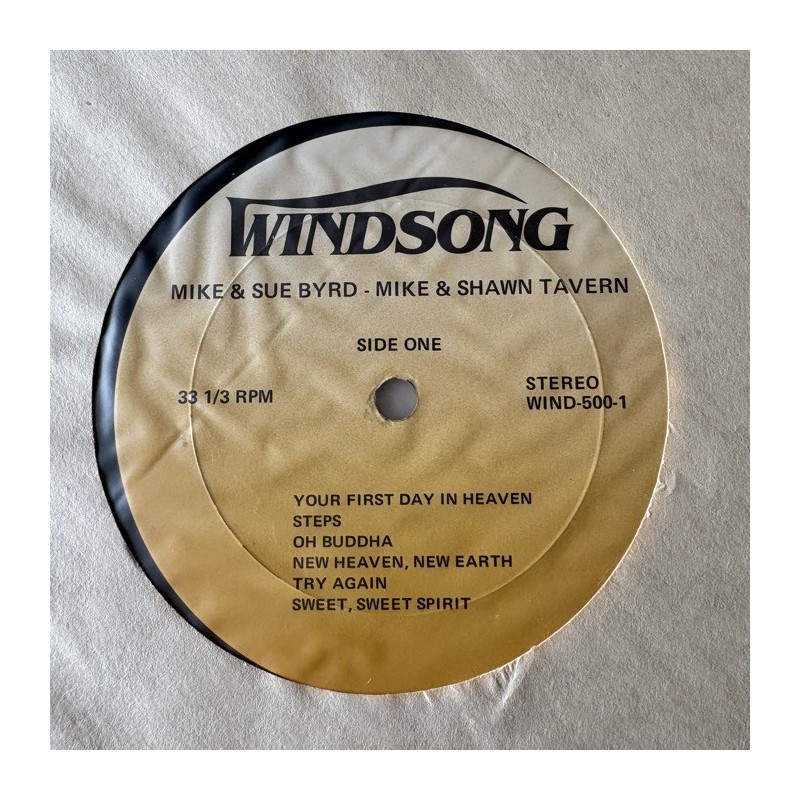 WINDSONG
MIKE & SUE BYRD - MIKE & SHAWN TAVERN
SIDE ONE
33 1/3 RPM
STEREO
WIND-500-1
YOUR FIRST DAY IN HEAVEN
STEPS
OH BUDDHA
NEW HEAVEN, NEW EARTH
TRY AGAIN
SWEET, SWEET SPIRIT